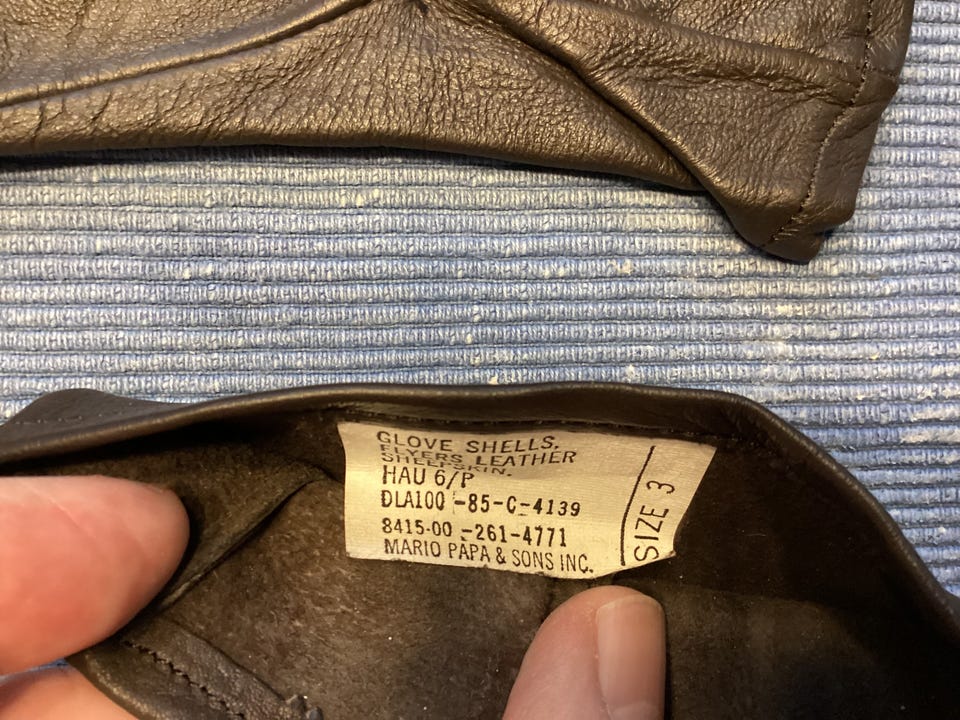 GLOVE SHELLS,
FLYERS LEATHER
SHEEPSKIN.
HAU 6/P
DLA100 -85-C-4139
8415-00 -261-4771
MARIO PAPA & SONS INC.
SIZE 3